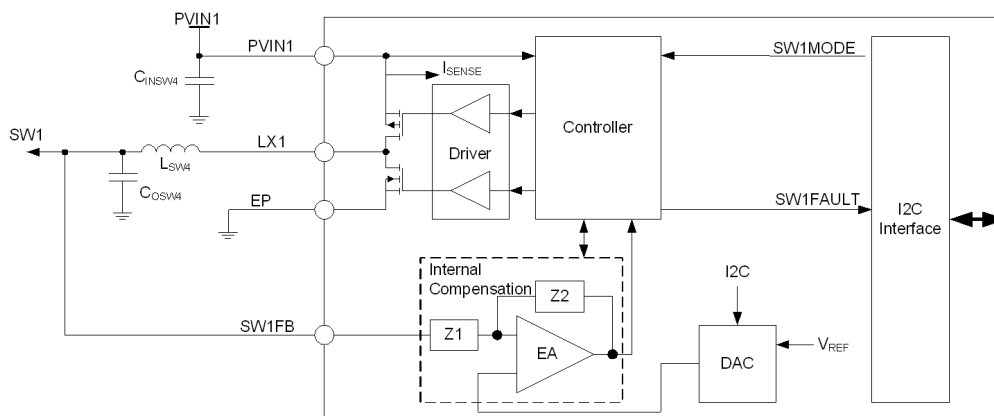 PVIN1
PVIN1
SW1MODE
CINSW4
ISENSE
SW1
LX1
Controller
LSW4
Driver
COSW4
EP
SW1FAULT
I2C
Interface
Internal
Compensation
I2C
Z2
SW1FB
Z1
EA
DAC
VREF